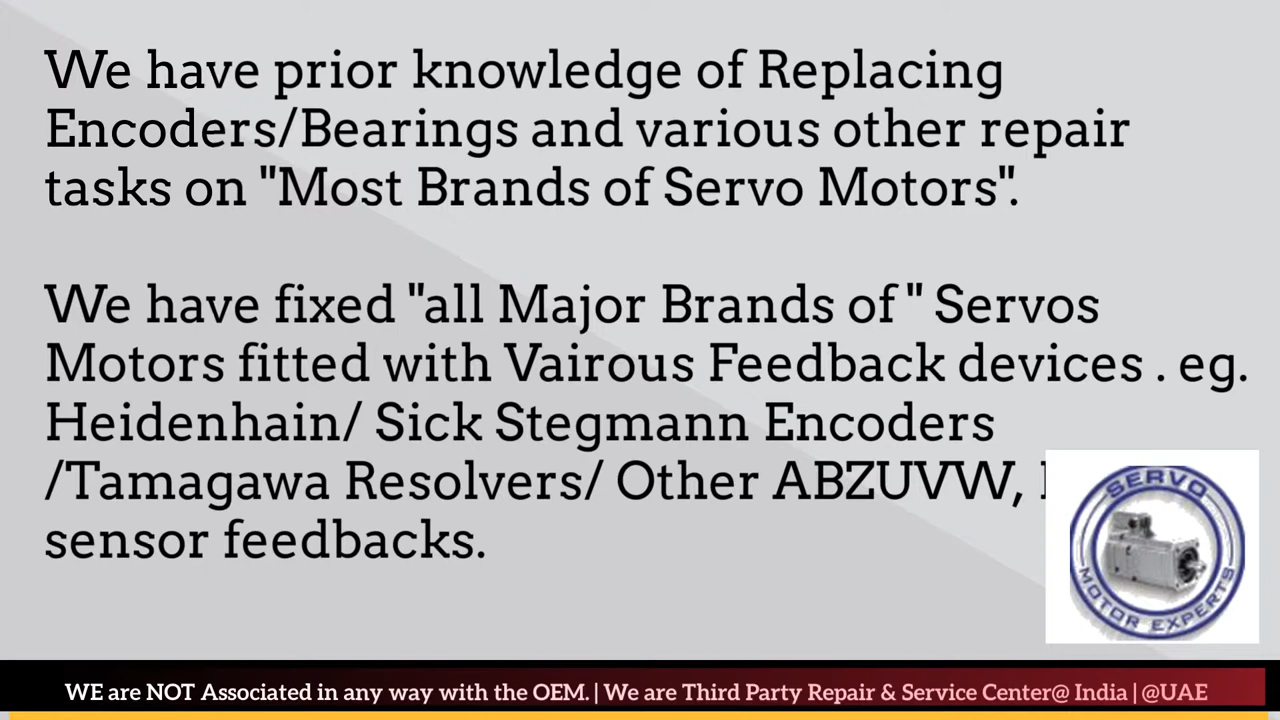 We have prior knowledge of Replacing
Encoders/Bearings and various other repair
tasks on "Most Brands of Servo Motors".
We have fixed "all Major Brands of " Servos
Motors fitted with Vairous Feedback devices . eg.
Heidenhain/ Sick Stegmann Encoders
/Tamagawa Resolvers/ Other ABZUVW,
sensor feedbacks.
SERVO
MOTOR EXPERTS
WE are NOT Associated in any way with the OEM. | We are Third Party Repair & Service Center@ India | @UAE